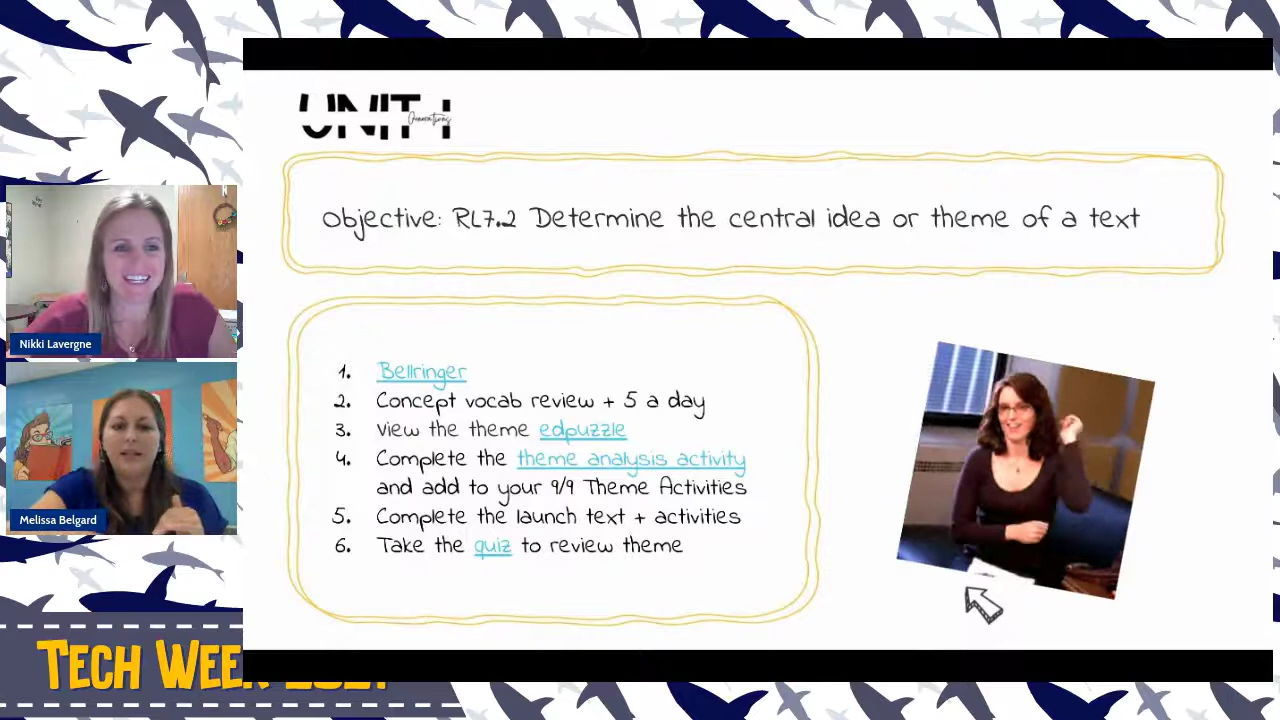 UNIT 1
Generations
Objective: RL7.2 Determine the central idea or theme of a text
1. Bellringer
2. Concept vocab review + 5 a day
3. View the theme edpuzzle
4. Complete the theme analysis activity
and add to your 9/9 Theme Activities
5. Complete the launch text + activities
6. Take the quiz to review theme
Nikki Lavergne
Melissa Belgard
TECH WEEK